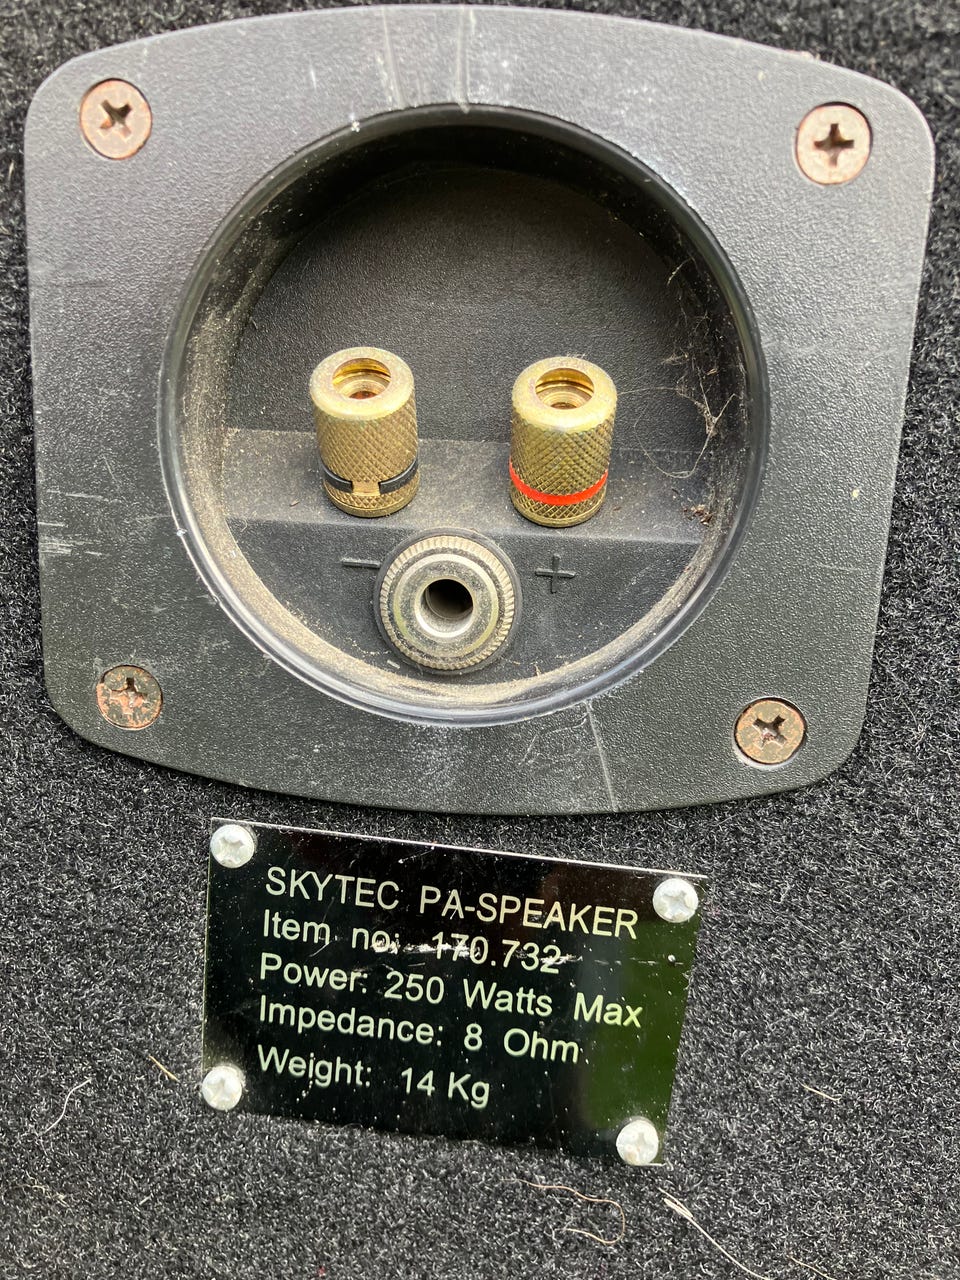 - +
SKYTEC PA-SPEAKER
Item no: 170.732
Power: 250 Watts Max
Impedance: 8 Ohm
Weight: 14 Kg